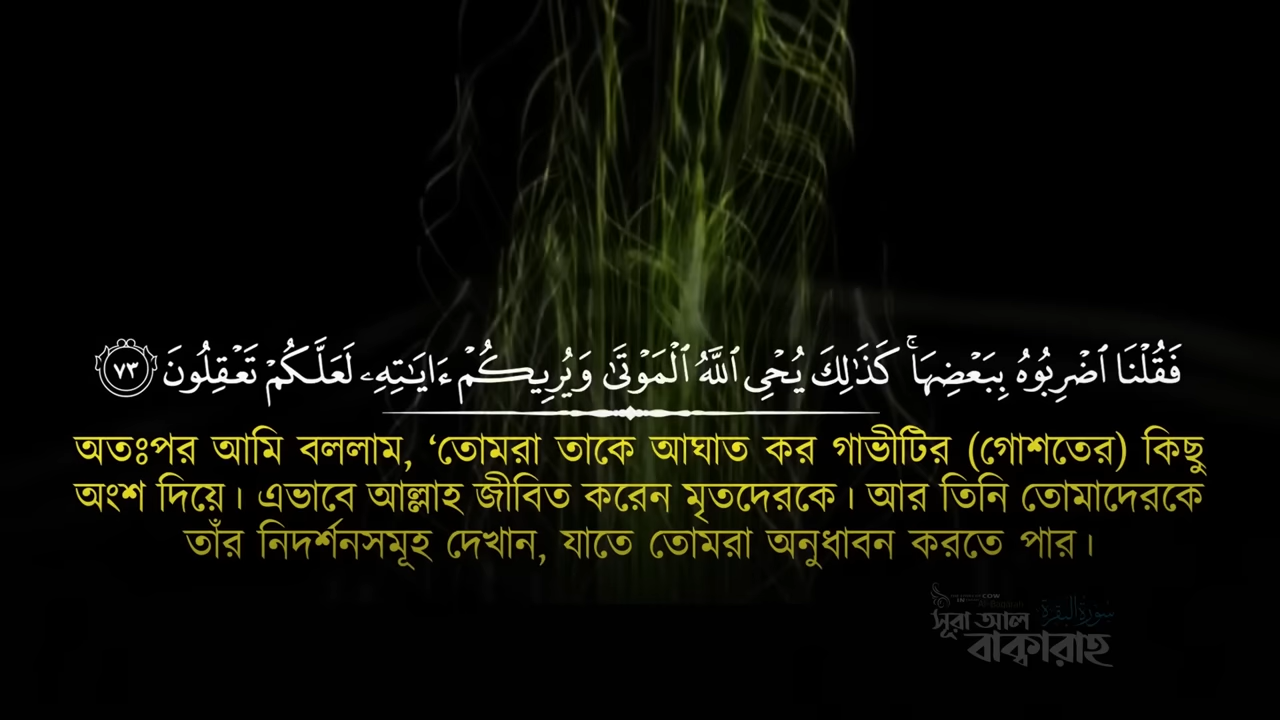 فَقُلْنَا ٱضْرِبُوهُ بِبَعْضِهَا ۚ كَذَٰلِكَ يُحْىِ ٱللَّهُ ٱلْمَوْتَىٰ وَيُرِيكُمْ ءَايَـٰتِهِۦ لَعَلَّكُمْ تَعْقِلُونَ ٧٣
অতঃপর আমি বললাম, ‘তোমরা তাকে আঘাত কর গাভীটির (গোশতের) কিছু
অংশ দিয়ে। এভাবে আল্লাহ জীবিত করেন মৃতদেরকে। আর তিনি তোমাদেরকে
তাঁর নিদর্শনসমূহ দেখান, যাতে তোমরা অনুধাবন করতে পার।
COW
সূরা আল سورة البقرة
বাক্বারাহ